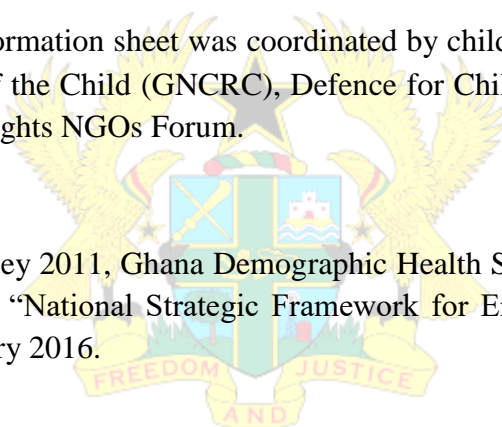 ormation sheet was coordinated by child
f the Child (GNCRC), Defence for Chil
ghts NGOs Forum.
ey 2011, Ghana Demographic Health S
“National Strategic Framework for E
ry 2016.
FREEDOM AND JUSTICE